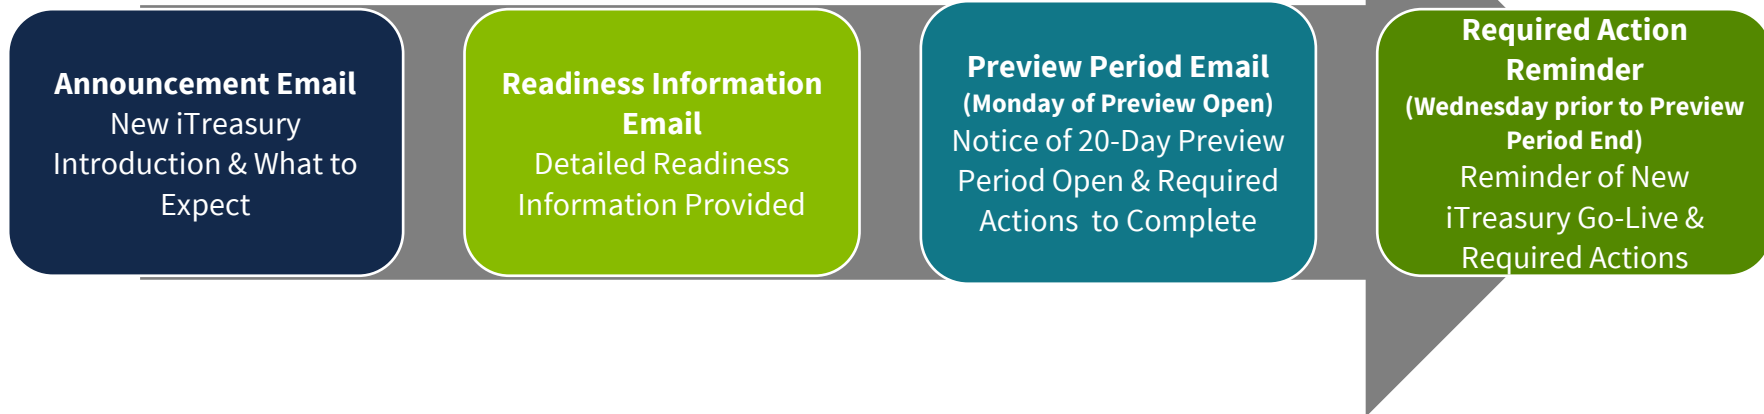 Announcement Email
New iTreasury
Introduction & What to
Expect
Readiness Information
Email
Detailed Readiness
Information Provided
Preview Period Email
(Monday of Preview Open)
Notice of 20-Day Preview
Period Open & Required
Actions to Complete
Required Action
Reminder
(Wednesday prior to Preview
Period End)
Reminder of New
iTreasury Go-Live &
Required Actions